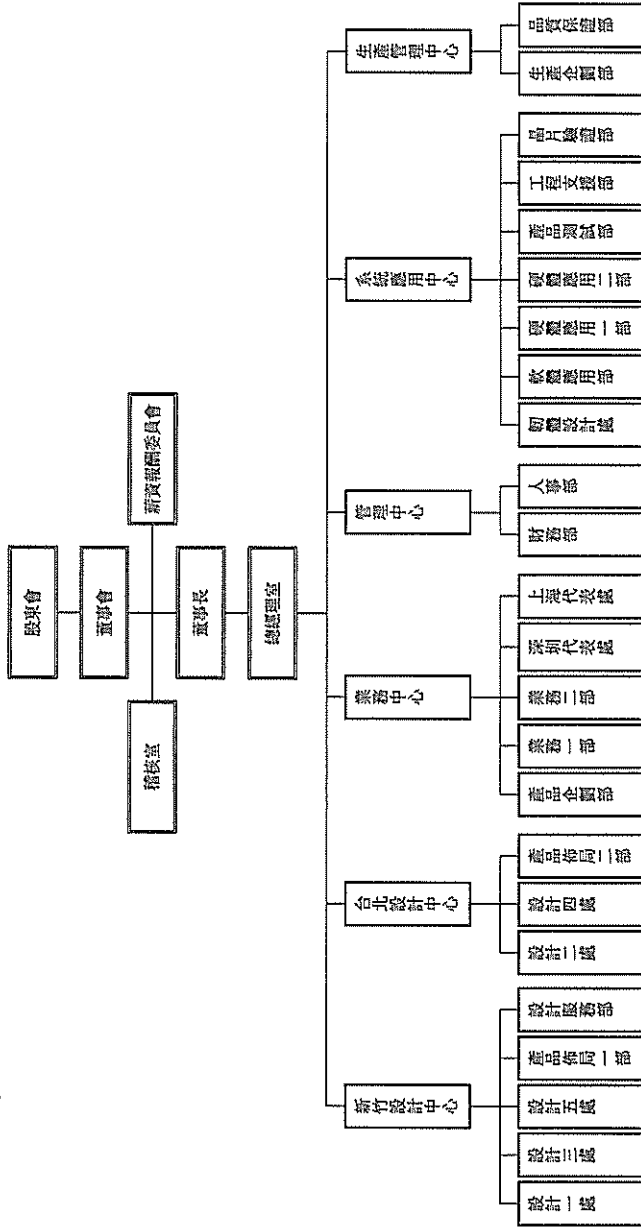 股東會
董事會
稽核室
薪資報酬委員會
董事長
總經理室
新竹設計中心
台北設計中心
業務中心
管理中心
系統應用中心
生產管理中心
設計一處
設計三處
設計五處
產品佈局一部
設計服務部
設計二處
設計四處
產品佈局二部
產品企劃部
業務一部
業務二部
深圳代表處
上海代表處
財務部
人事部
韌體設計處
軟體應用部
硬體應用一部
硬體應用二部
產品測試部
工程支援部
晶片驗證部
生產企劃部
品質保證部